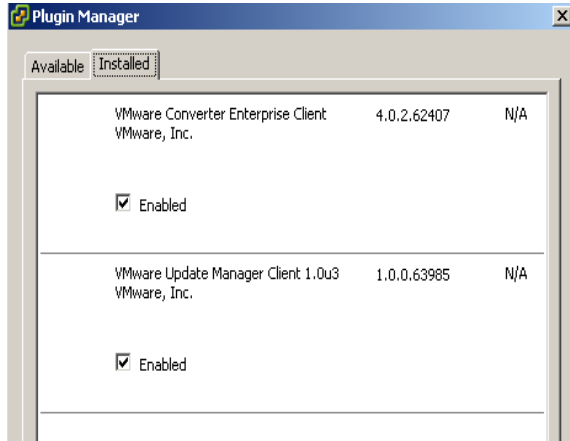 Plugin Manager
Available Installed
VMware Converter Enterprise Client 4.0.2.62407 N/A
VMware, Inc.
Enabled
VMware Update Manager Client 1.0u3 1.0.0.63985 N/A
VMware, Inc.
Enabled